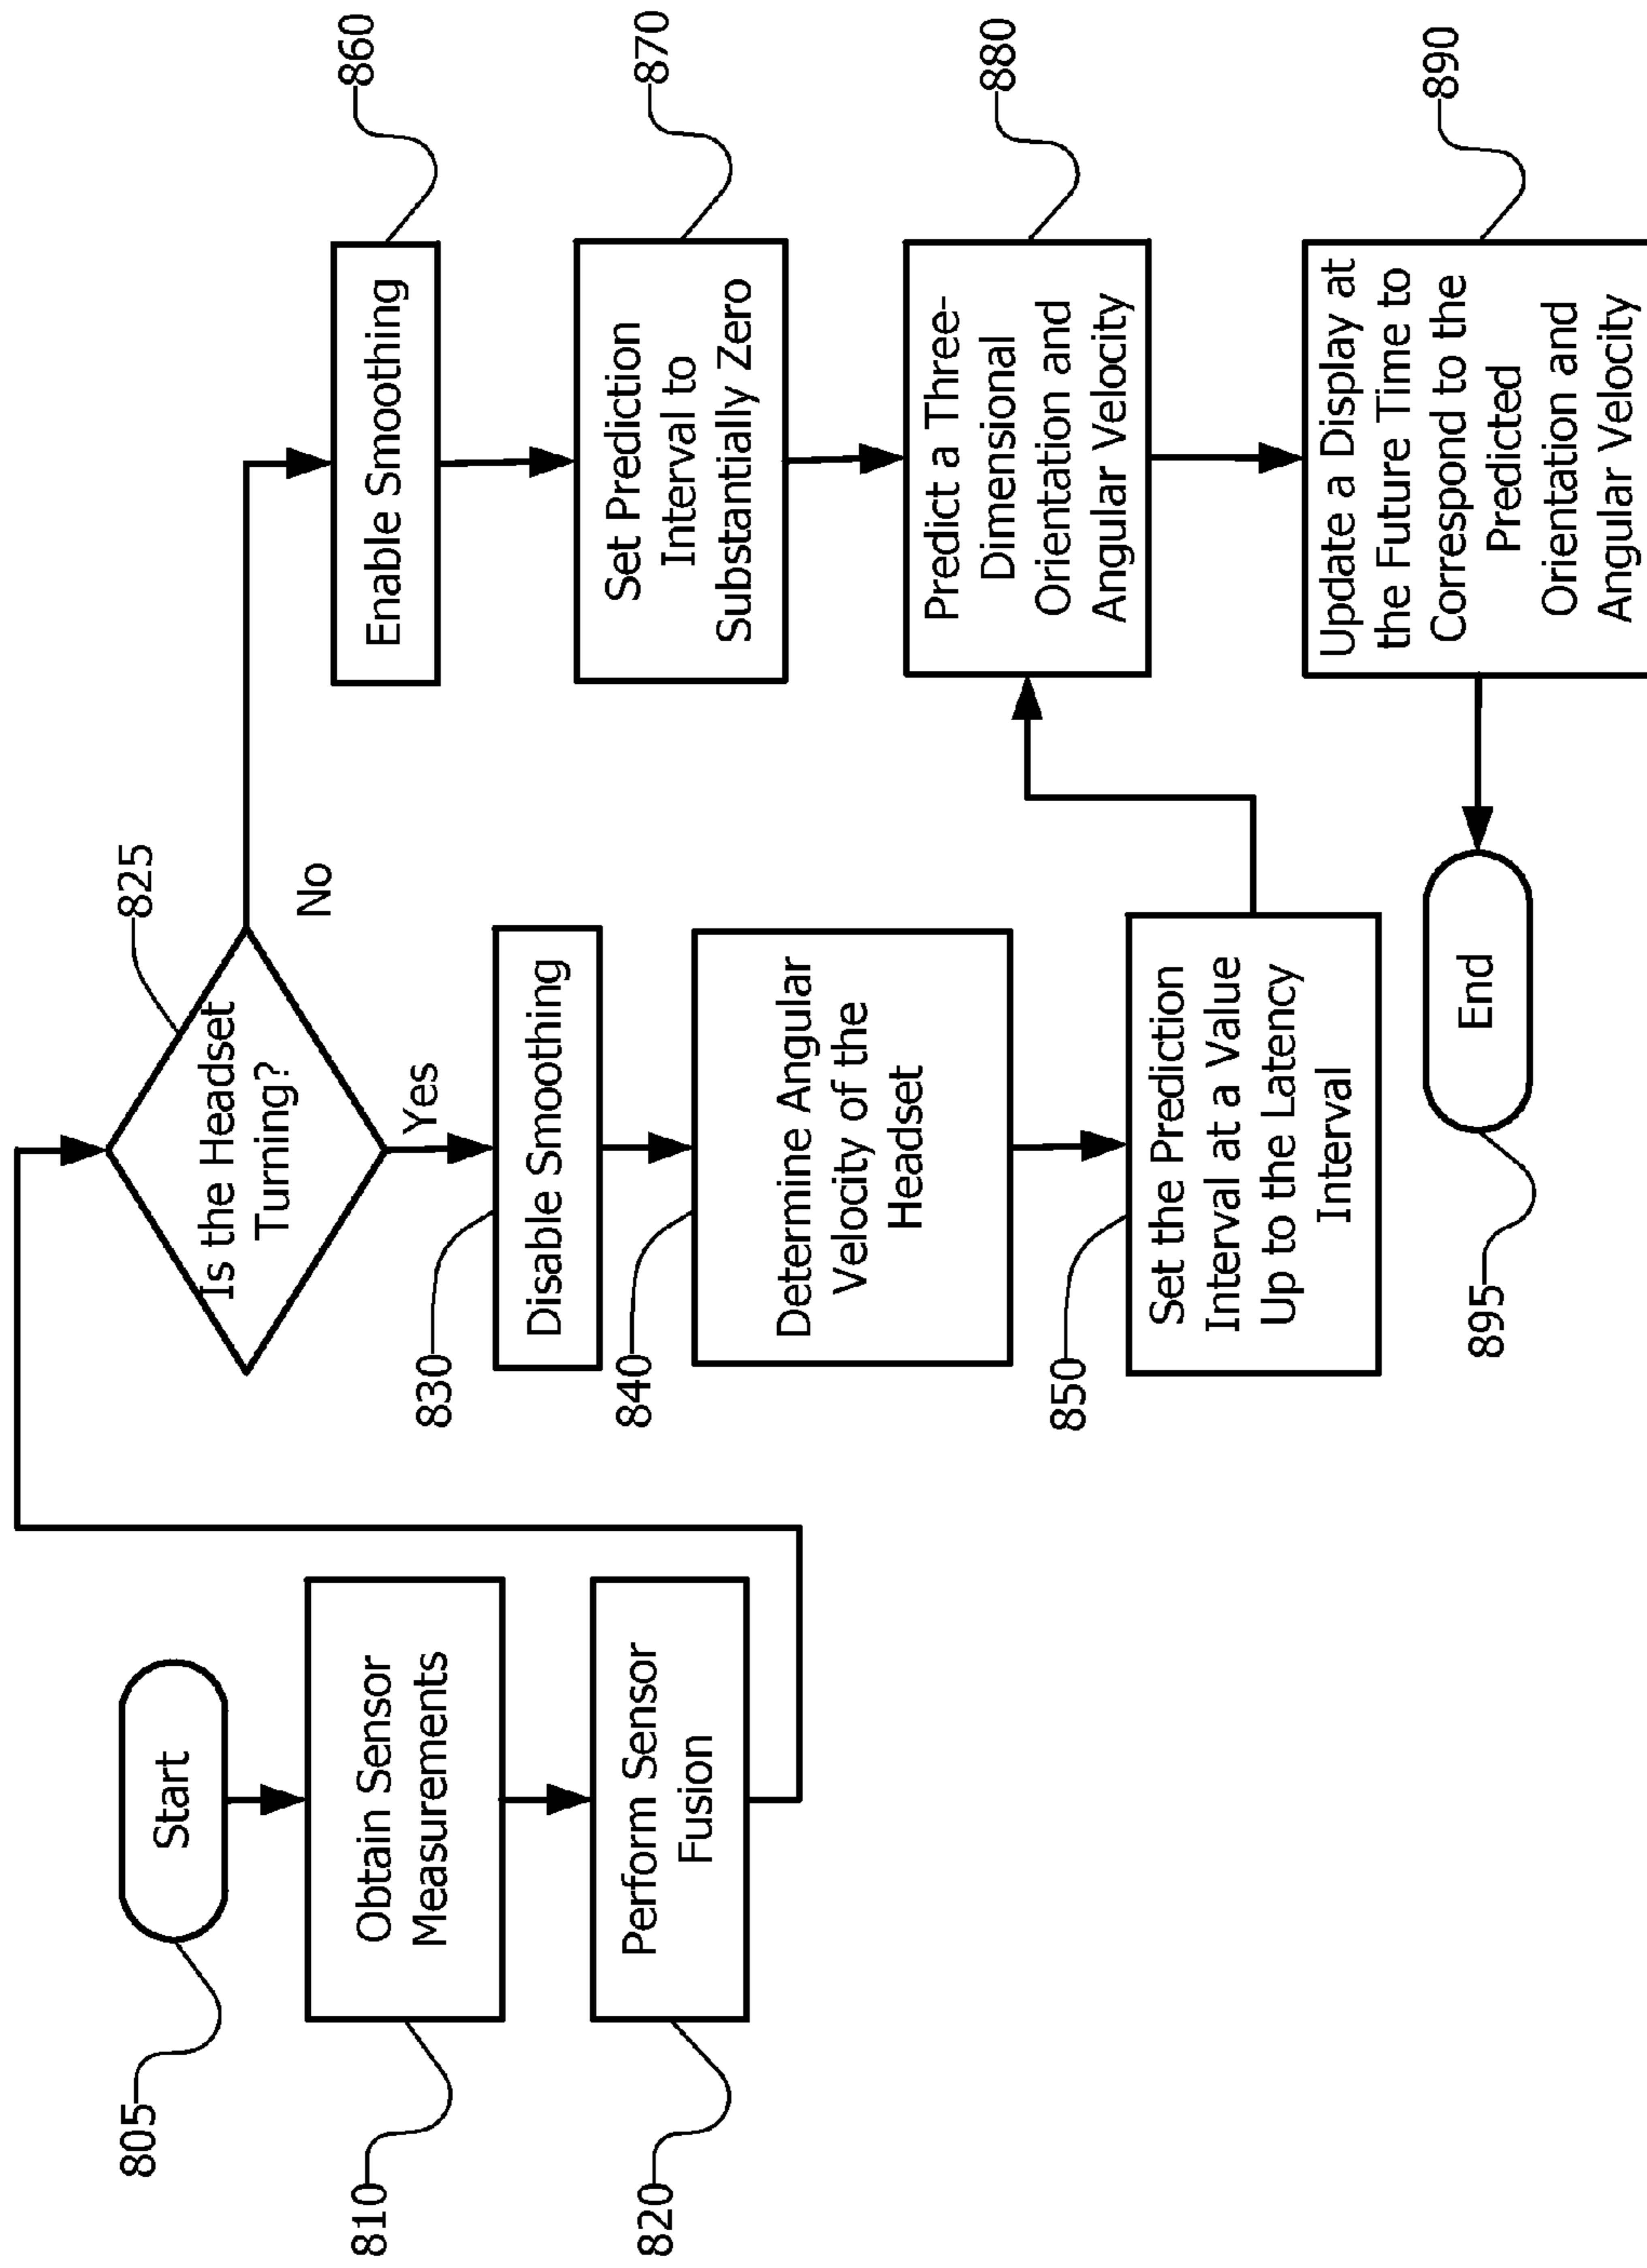 805
Start
810
Obtain Sensor
Measurements
820
Perform Sensor
Fusion
825
Is the Headset
Turning?
Yes
No
830
Disable Smoothing
840
Determine Angular
Velocity of the
Headset
850
Set the Prediction
Interval at a Value
Up to the Latency
Interval
860
Enable Smoothing
870
Set Prediction
Interval to
Substantially Zero
880
Predict a Three-
Dimensional
Orientation and
Angular Velocity
890
Update a Display at
the Future Time to
Correspond to the
Predicted
Orientation and
Angular Velocity
895
End